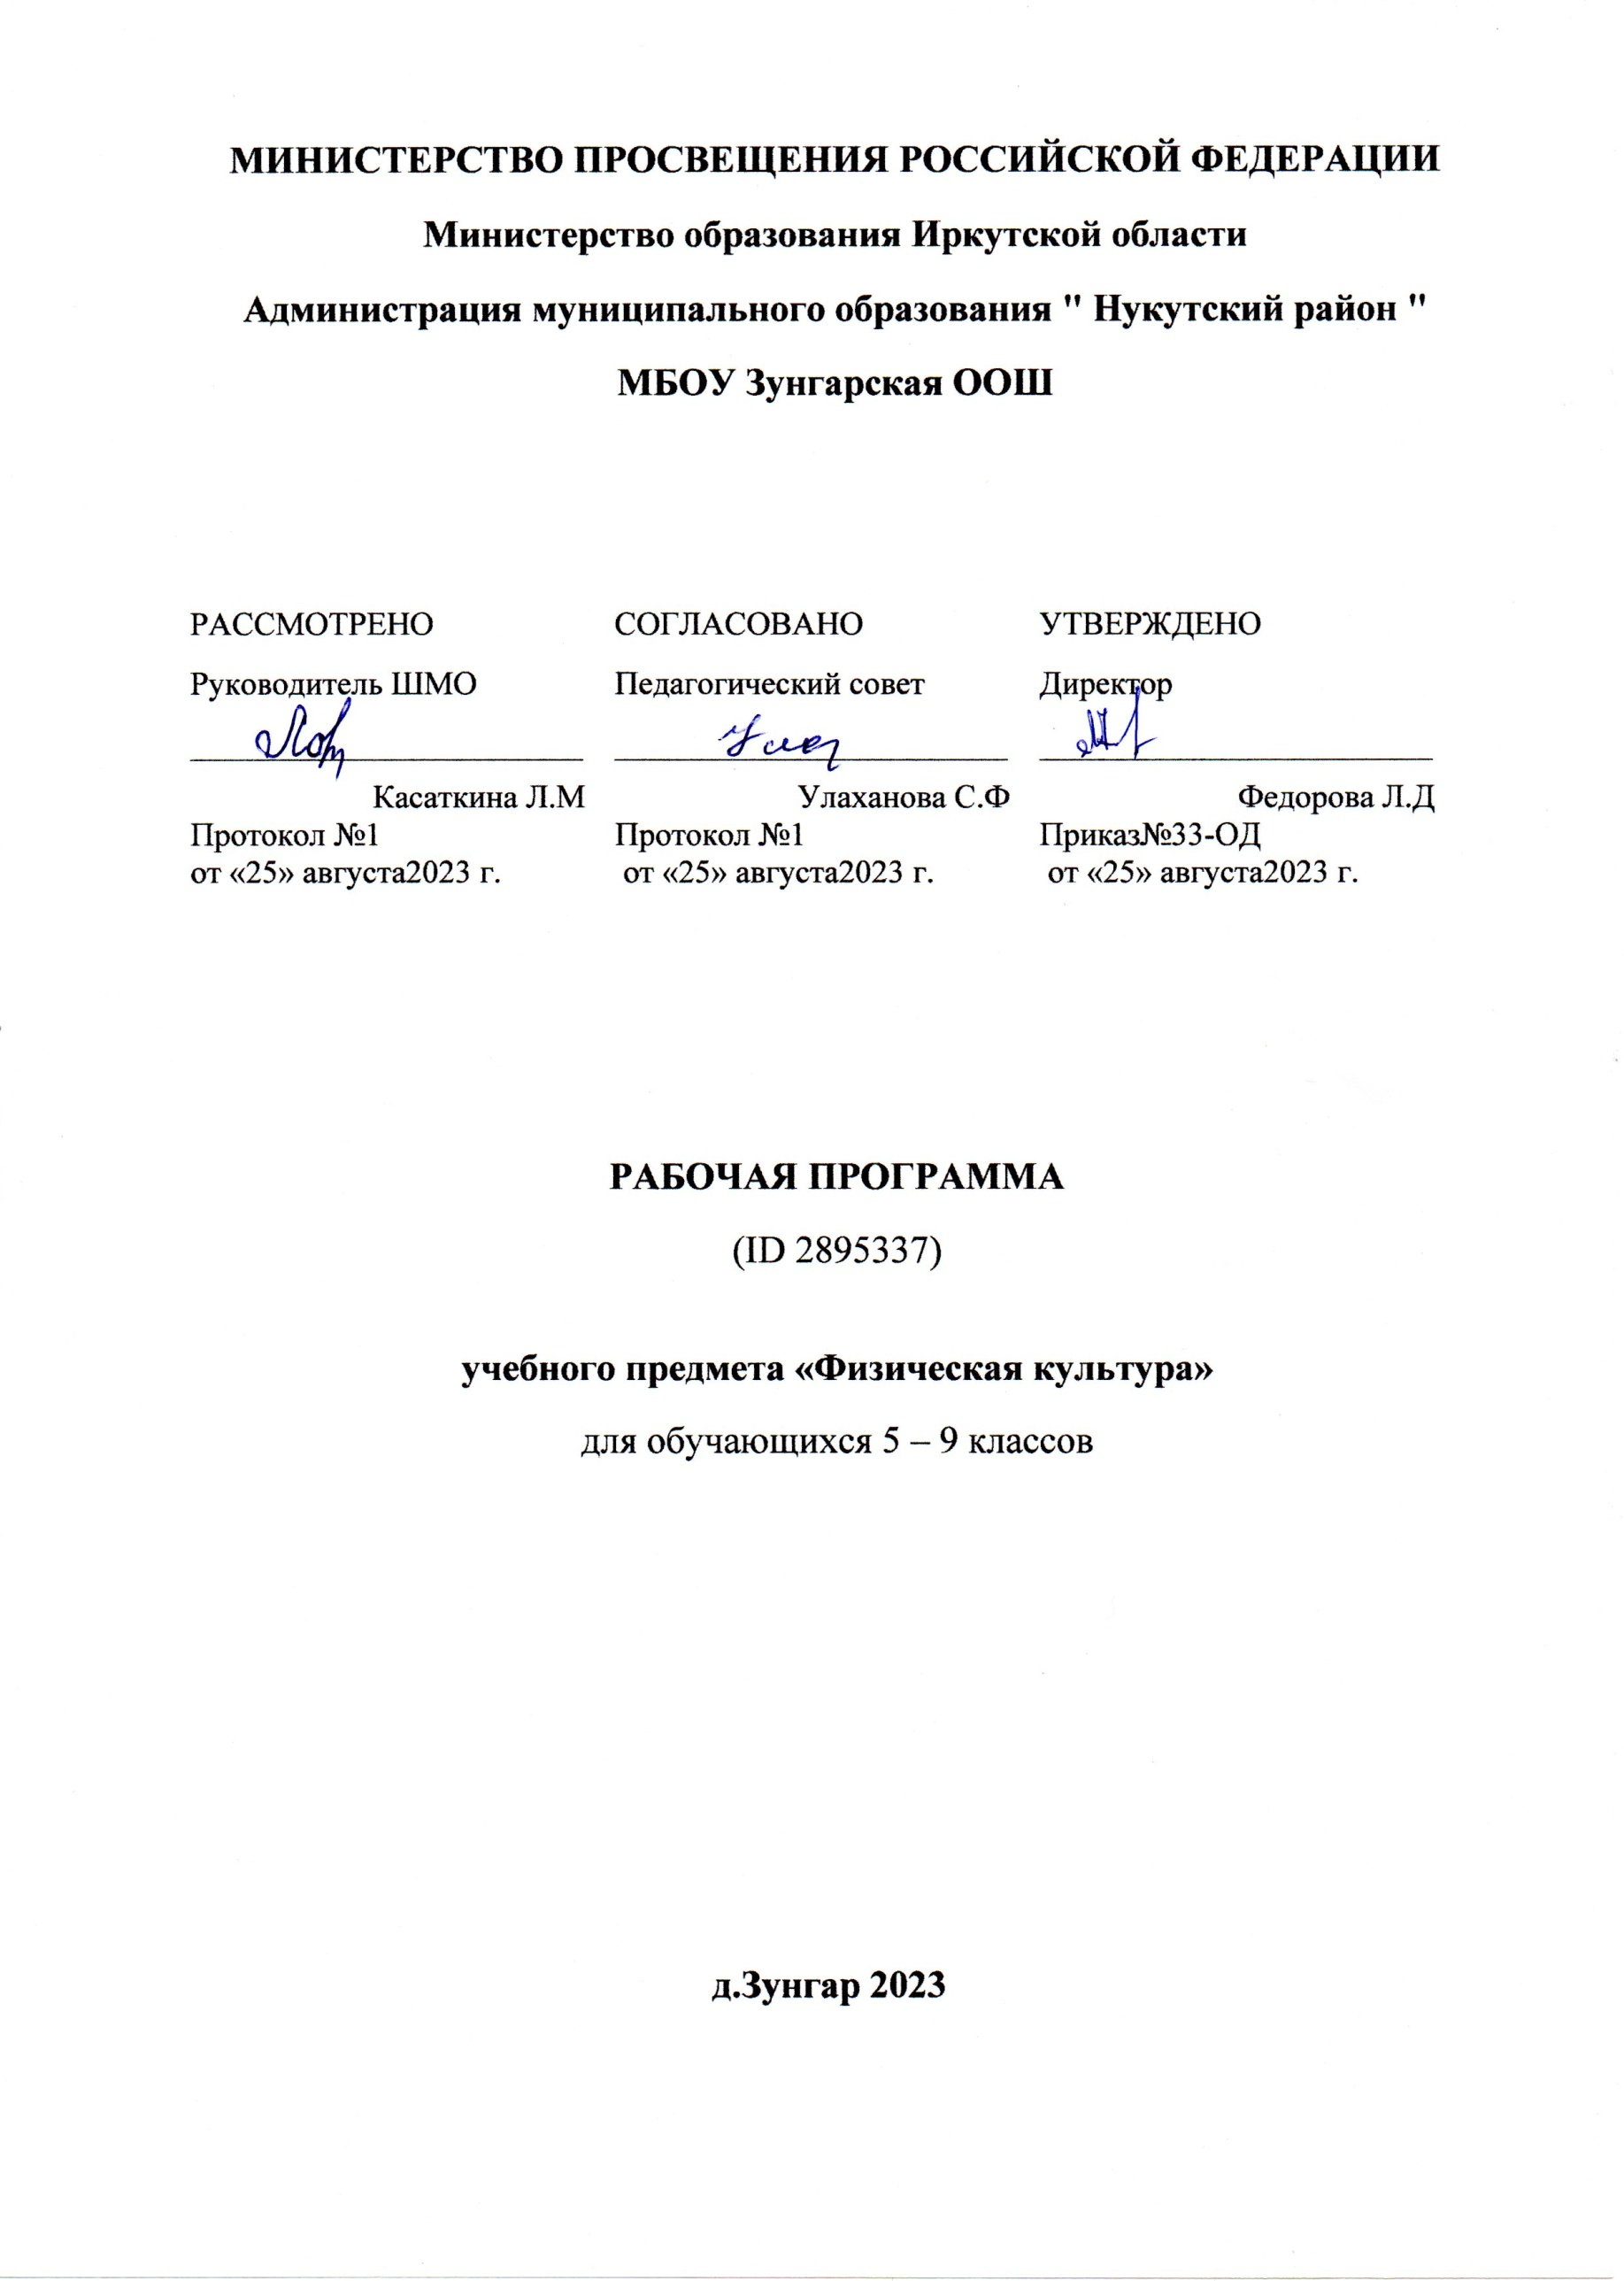 МИНИСТЕРСТВО ПРОСВЕЩЕНИЯ РОССИЙСКОЙ ФЕДЕРАЦИИ
Министерство образования Иркутской области
Администрация муниципального образования " Нукутский район "
МБОУ Зунгарская ООШ
РАССМОТРЕНО
Руководитель ШМО
Касаткина Л.М
Протокол №1
от «25» августа2023 г.
СОГЛАСОВАНО
Педагогический совет
Улаханова С.Ф
Протокол №1
от «25» августа2023 г.
УТВЕРЖДЕНО
Директор
Федорова Л.Д
Приказ№33-ОД
от «25» августа2023 г.
РАБОЧАЯ ПРОГРАММА
(ID 2895337)
учебного предмета «Физическая культура»
для обучающихся 5 – 9 классов
д.Зунгар 2023